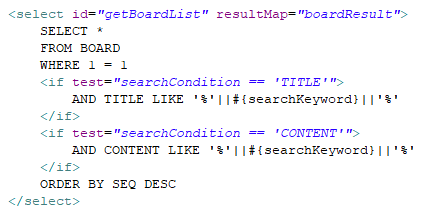 <select id="getBoardList" resultMap="boardResult">
    SELECT *
    FROM BOARD
    WHERE 1 = 1
    <if test="searchCondition == 'TITLE'">
        AND TITLE LIKE '%'||#{searchKeyword}||'%'
    </if>
    <if test="searchCondition == 'CONTENT'">
        AND CONTENT LIKE '%'||#{searchKeyword}||'%'
    </if>
    ORDER BY SEQ DESC
</select>